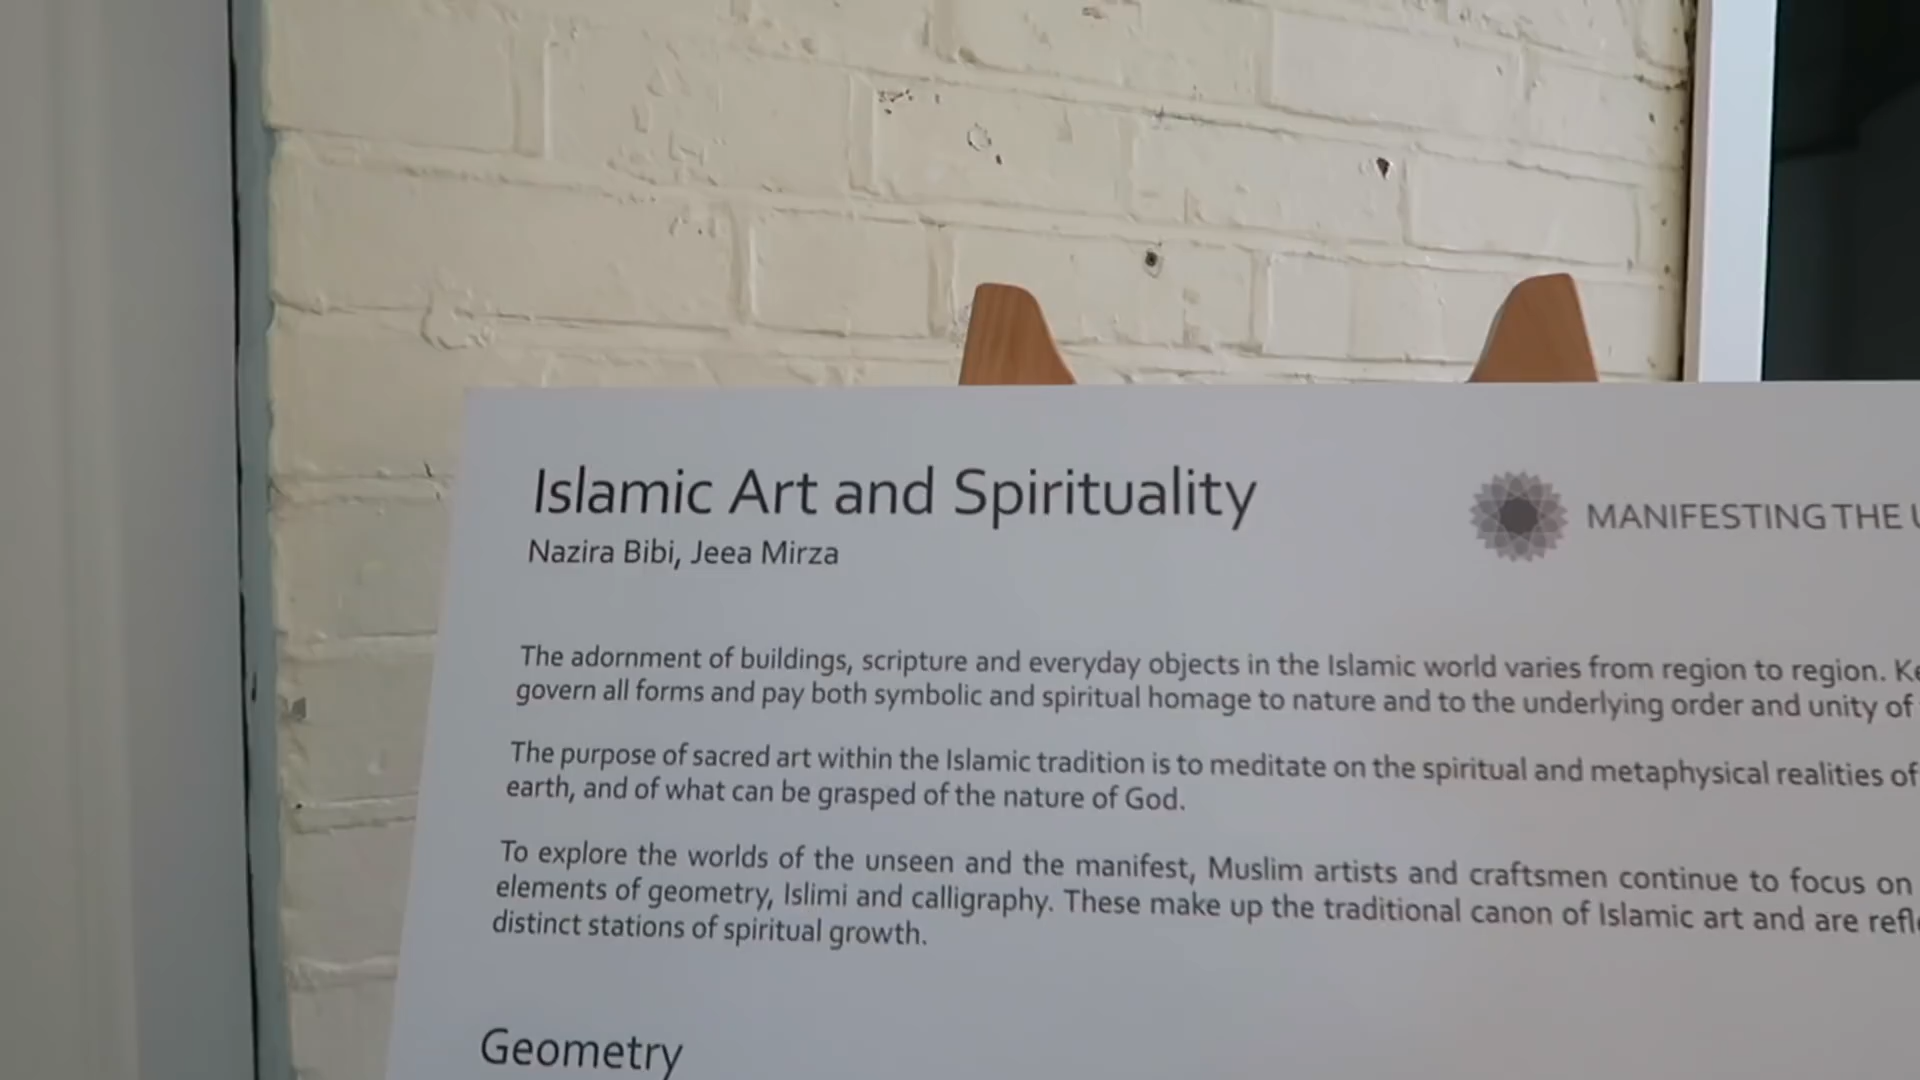 Islamic Art and Spirituality
Nazira Bibi, Jeea Mirza
MANIFESTING THE
The adornment of buildings, scripture and everyday objects in the Islamic world varies from region to region.
govern all forms and pay both symbolic and spiritual homage to nature and to the underlying order and unity of
The purpose of sacred art within the Islamic tradition is to meditate on the spiritual and metaphysical realities of
earth, and of what can be grasped of the nature of God.
To explore the worlds of the unseen and the manifest, Muslim artists and craftsmen continue to focus on
elements of geometry, Islimi and calligraphy. These make up the traditional canon of Islamic art and are
distinct stations of spiritual growth.
Geometry